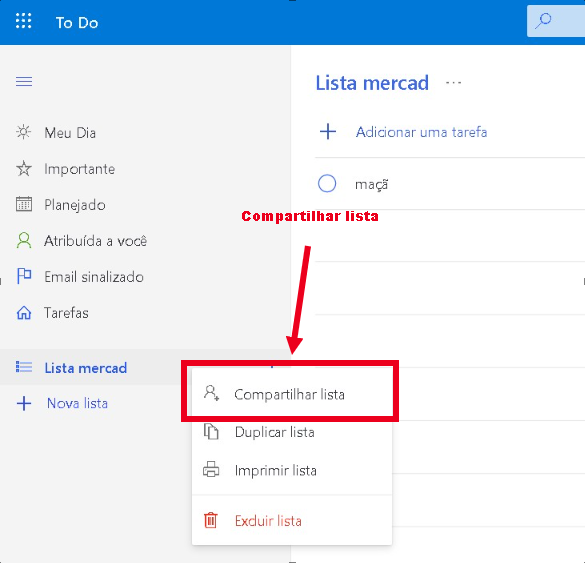 To Do
Lista mercad
Meu Dia
Adicionar uma tarefa
Importante
maçã
Planejado
Compartilhar lista
Atribuída a você
Email sinalizado
Tarefas
Lista mercad
Nova lista
Compartilhar lista
Duplicar lista
Imprimir lista
Excluir lista